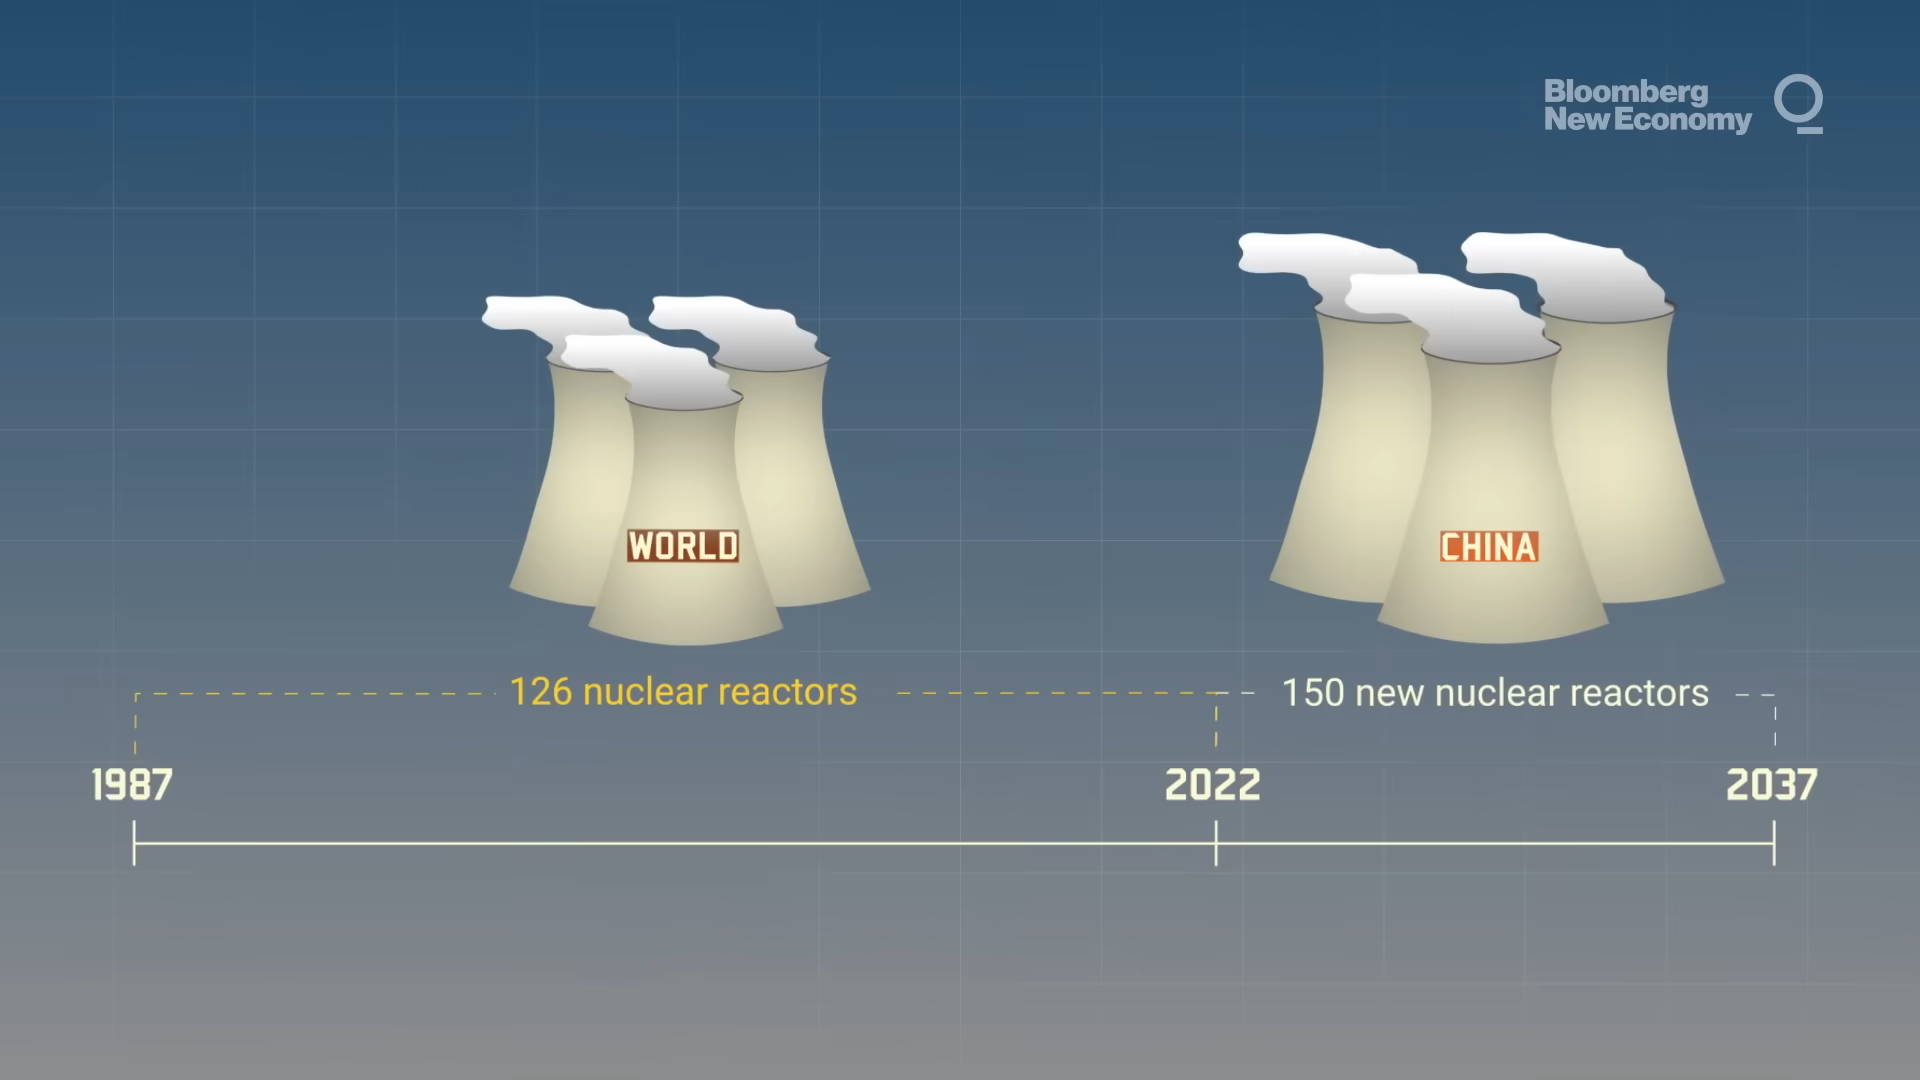 Bloomberg
New Economy
WORLD
CHINA
126 nuclear reactors
150 new nuclear reactors
1987
2022
2037